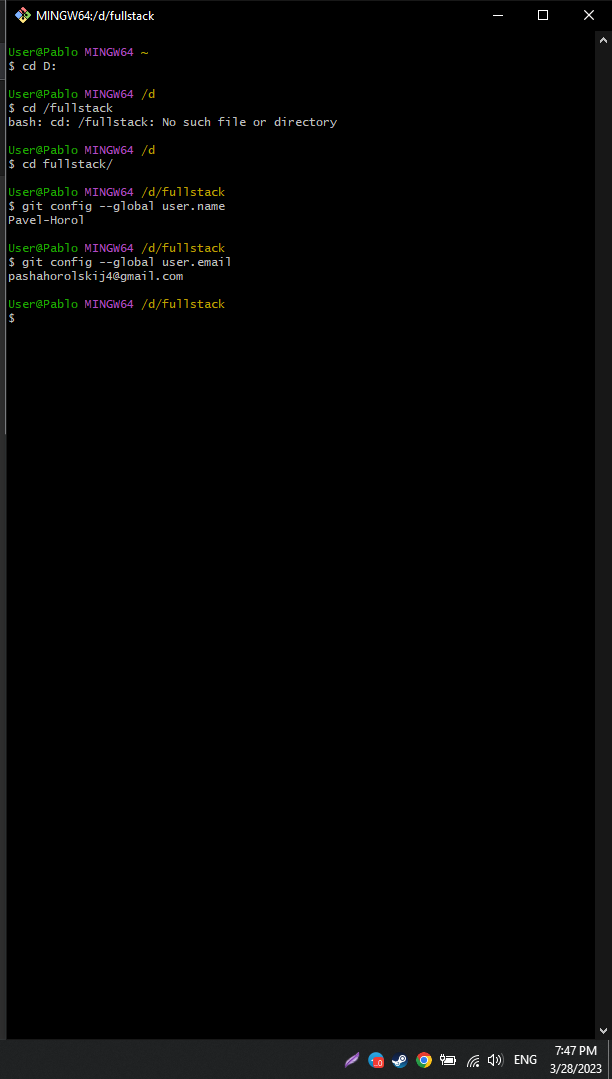 MINGW64:/d/fullstack
User@Pablo MINGW64 ~
$ cd D:
User@Pablo MINGW64 /d
$ cd /fullstack
bash: cd: /fullstack: No such file or directory
User@Pablo MINGW64 /d
$ cd fullstack/
User@Pablo MINGW64 /d/fullstack
$ git config --global user.name
Pavel-Horol
User@Pablo MINGW64 /d/fullstack
$ git config --global user.email
pashahorolskij4@gmail.com
User@Pablo MINGW64 /d/fullstack
$
ENG
7:47 PM
3/28/2023